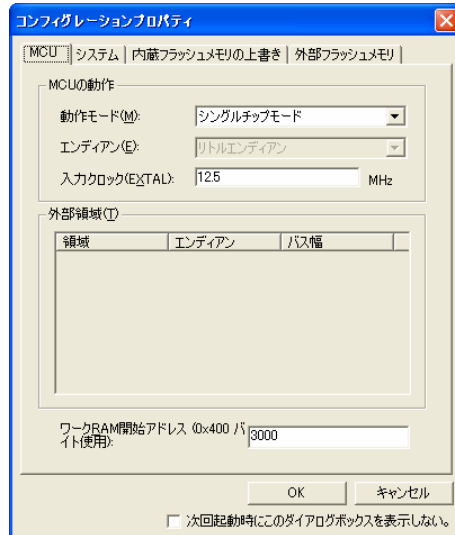 コンフィグレーションプロパティ
MCU システム 内蔵フラッシュメモリの上書き 外部フラッシュメモリ
MCUの動作
動作モード(M): シングルチップモード
エンディアン(E): リトルエンディアン
入力クロック(EXTAL): 12.5 MHz
外部領域(T)
領域 エンディアン バス幅
ワークRAM開始アドレス (0x400 バ
イト使用): 3000
OK キャンセル
次回起動時にこのダイアログボックスを表示しない。